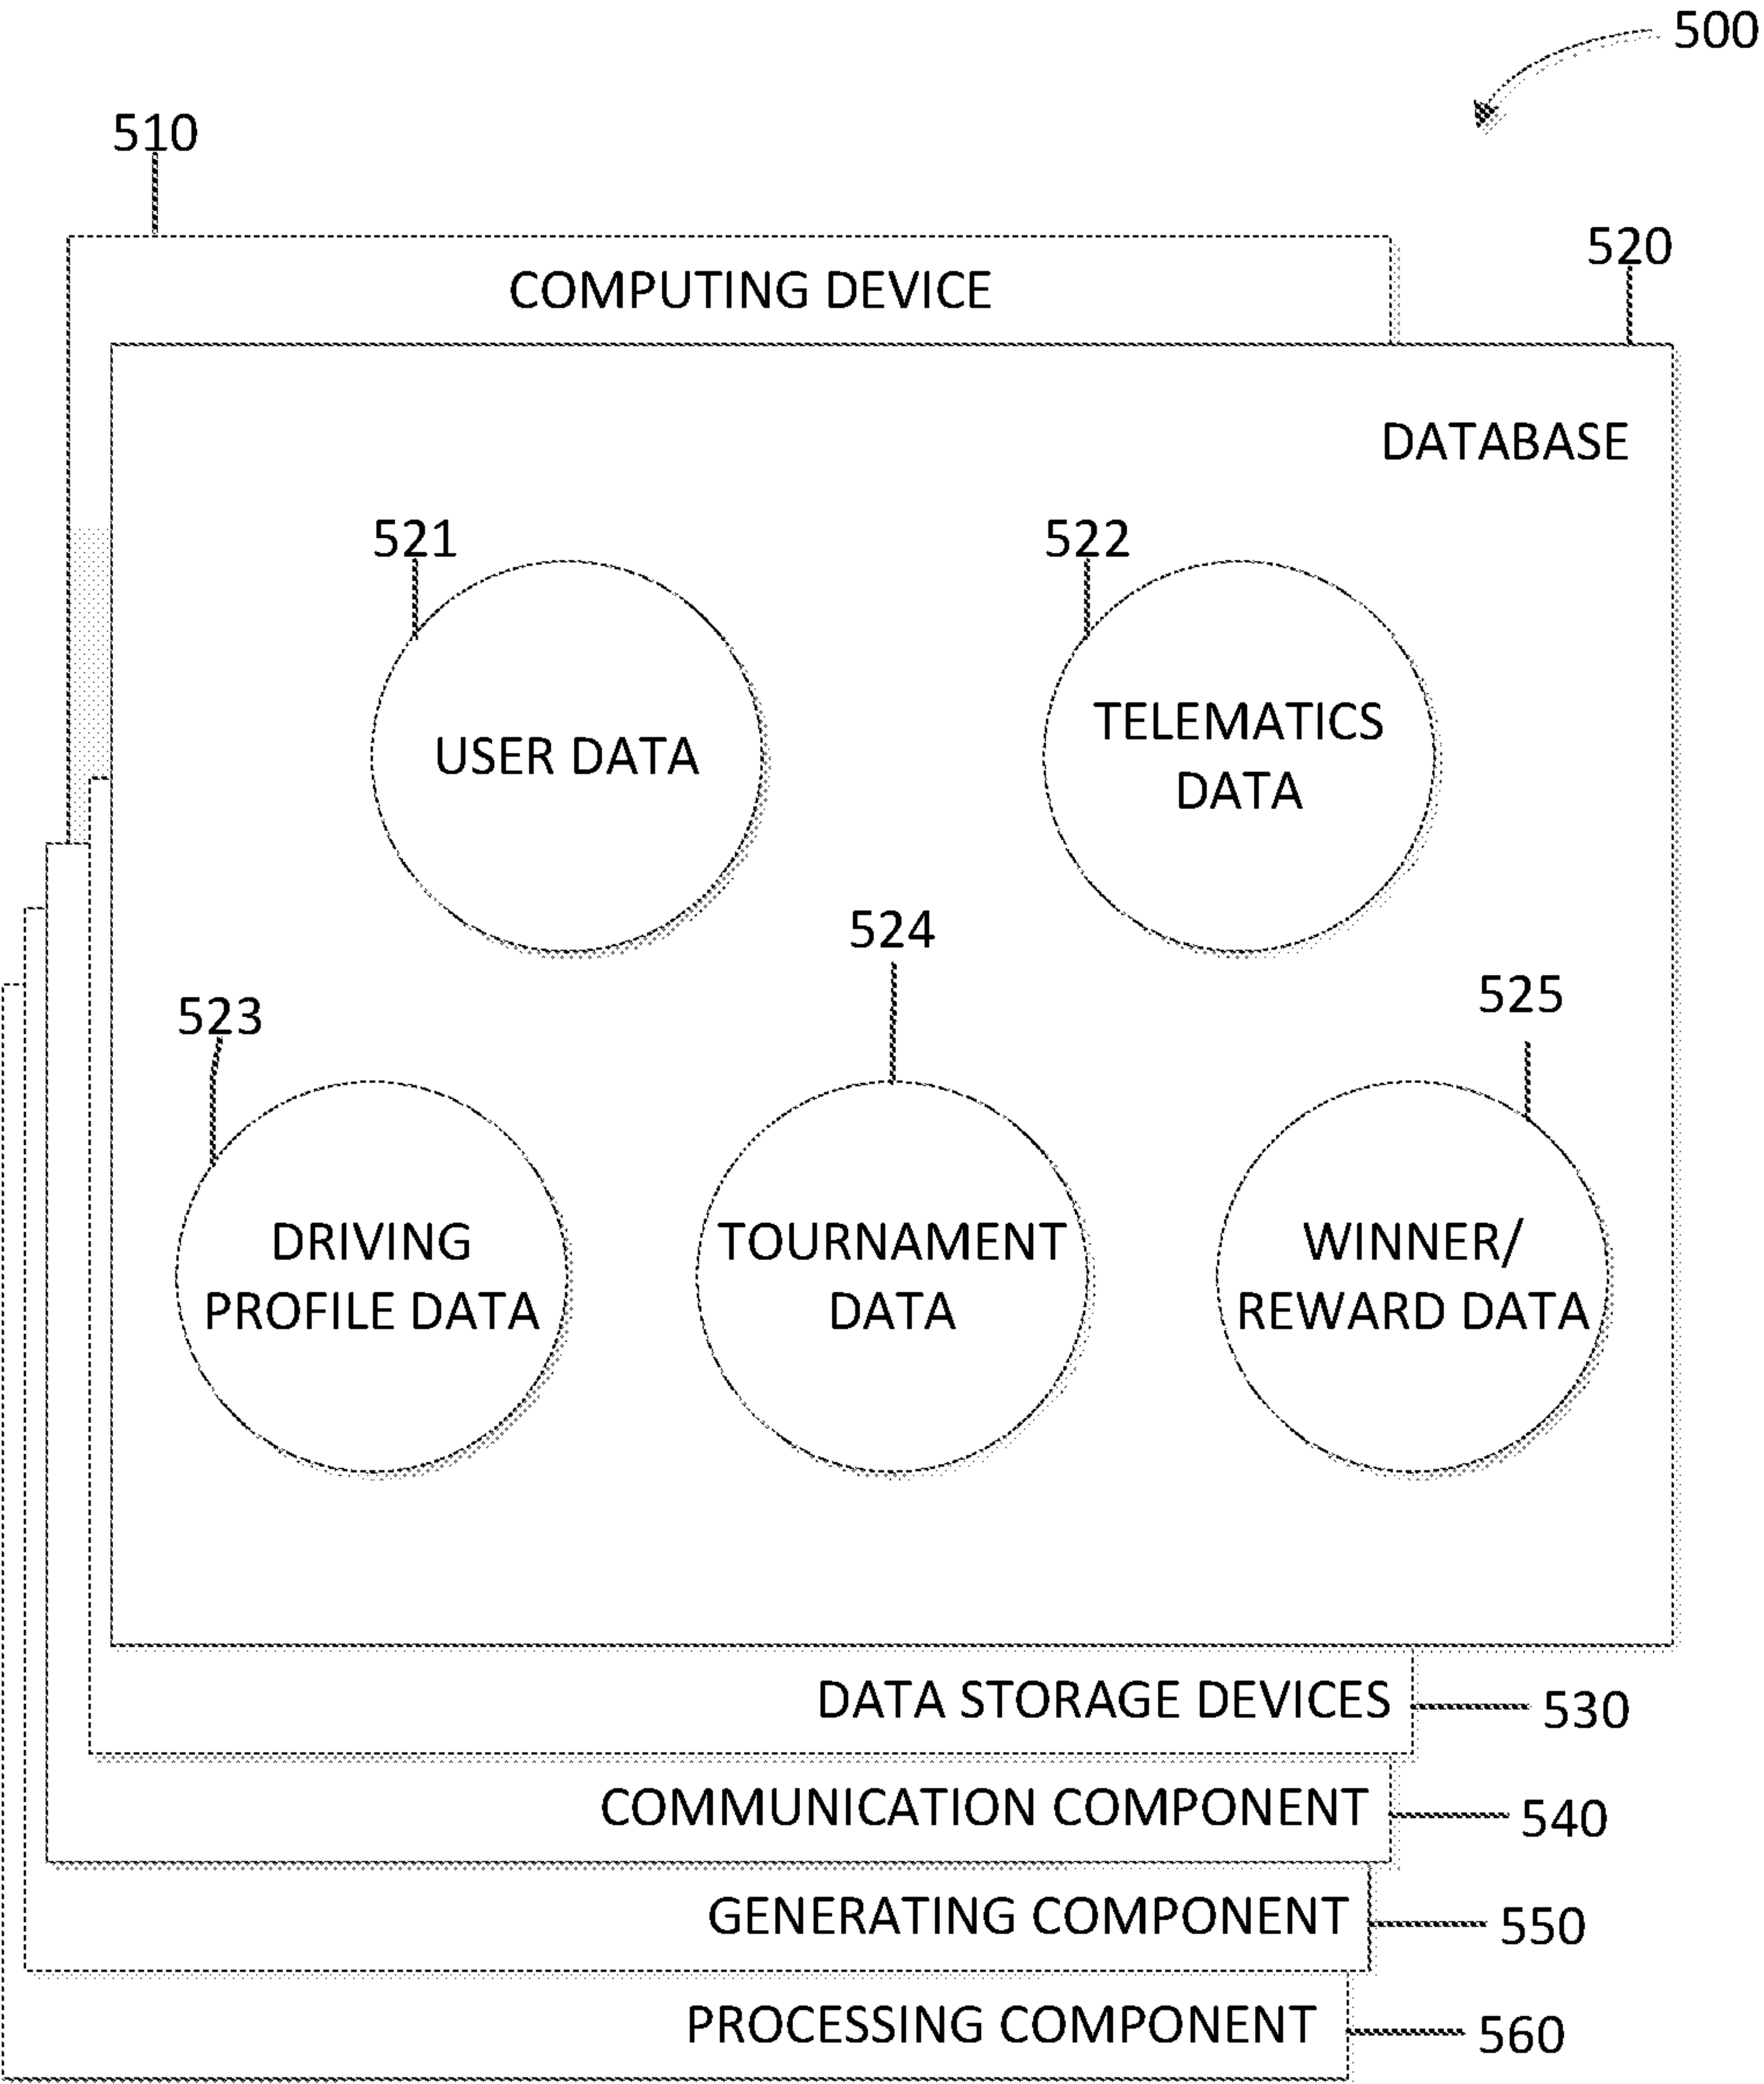 500
510
COMPUTING DEVICE
520
DATABASE
521
522
USER DATA
TELEMATICS
DATA
523
524
525
DRIVING
PROFILE DATA
TOURNAMENT
DATA
WINNER/
REWARD DATA
DATA STORAGE DEVICES
530
COMMUNICATION COMPONENT
540
GENERATING COMPONENT
550
PROCESSING COMPONENT
560